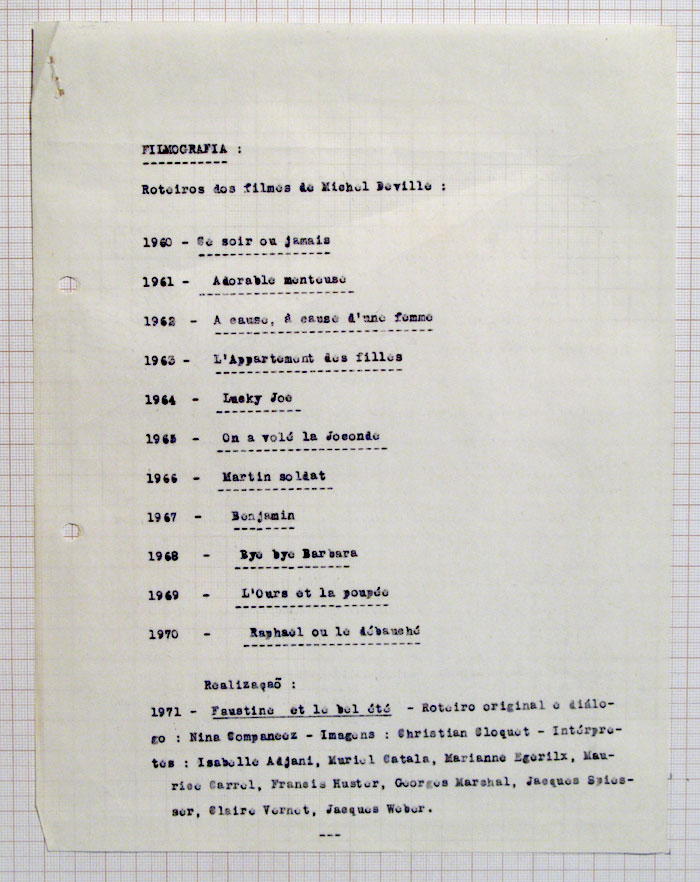 FILMOGRAFIA :
Roteiros dos filmes de Michel Deville :
1960 - Ce soir ou jamais
1961 - Adorable menteuse
1962 - A cause, à cause d'une femme
1963 - L'Appartement des filles
1964 - Lucky Joe
1965 - On a volé la Joconde
1966 - Martin soldat
1967 - Benjamin
1968 - Bye bye Barbara
1969 - L'Ours et la poupée
1970 - Raphael ou le débauché
Realizaçaõ :
1971 - Faustine et le bel été - Roteiro original e diálo-
go : Nina Companeez - Imagens : Christian Cloquet - Intérpre-
tes : Isabelle Adjani, Muriel Catala, Marianne Egerilx, Mau-
rice Carrel, Francis Huster, Georges Marchal, Jacques Spies-
ser, Claire Vernet, Jacques Weber.
---